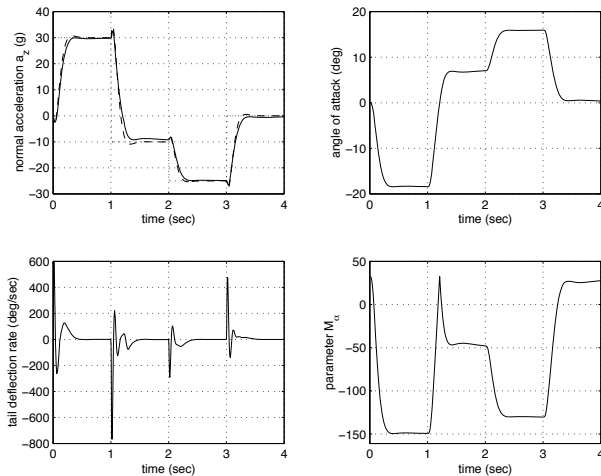 normal acceleration a_z (g)
40
30
20
10
0
−10
−20
−30
0 1 2 3 4
time (sec)
angle of attack (deg)
20
10
0
−10
−20
0 1 2 3 4
time (sec)
tail deflection rate (deg/sec)
600
400
200
0
−200
−400
−600
−800
0 1 2 3 4
time (sec)
parameter M_α
50
0
−50
−100
−150
0 1 2 3 4
time (sec)